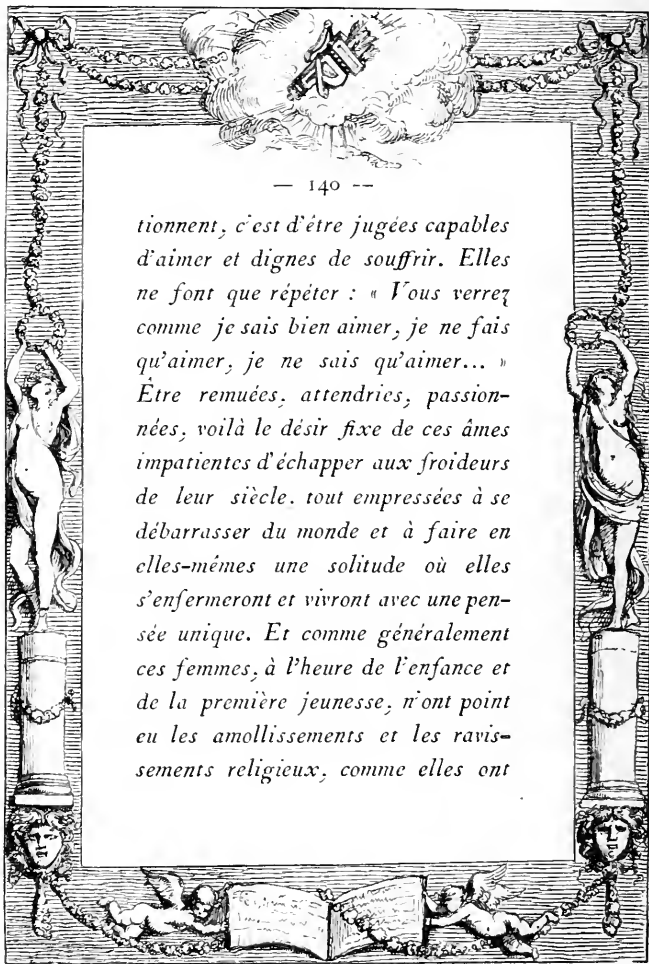 — 140 —
tionnent, c'est d'être jugées capables
d'aimer et dignes de souffrir. Elles
ne font que répéter : « Vous verrez
comme je sais bien aimer, je ne fais
qu'aimer, je ne sais qu'aimer... »
Être remuées, attendries, passion-
nées, voilà le désir fixe de ces âmes
impatientes d'échapper aux froideurs
de leur siècle. tout empressées à se
débarrasser du monde et à faire en
elles-mêmes une solitude où elles
s'enfermeront et vivront avec une pen-
sée unique. Et comme généralement
ces femmes, à l'heure de l'enfance et
de la première jeunesse, n'ont point
eu les amollissements et les ravis-
sements religieux, comme elles ont